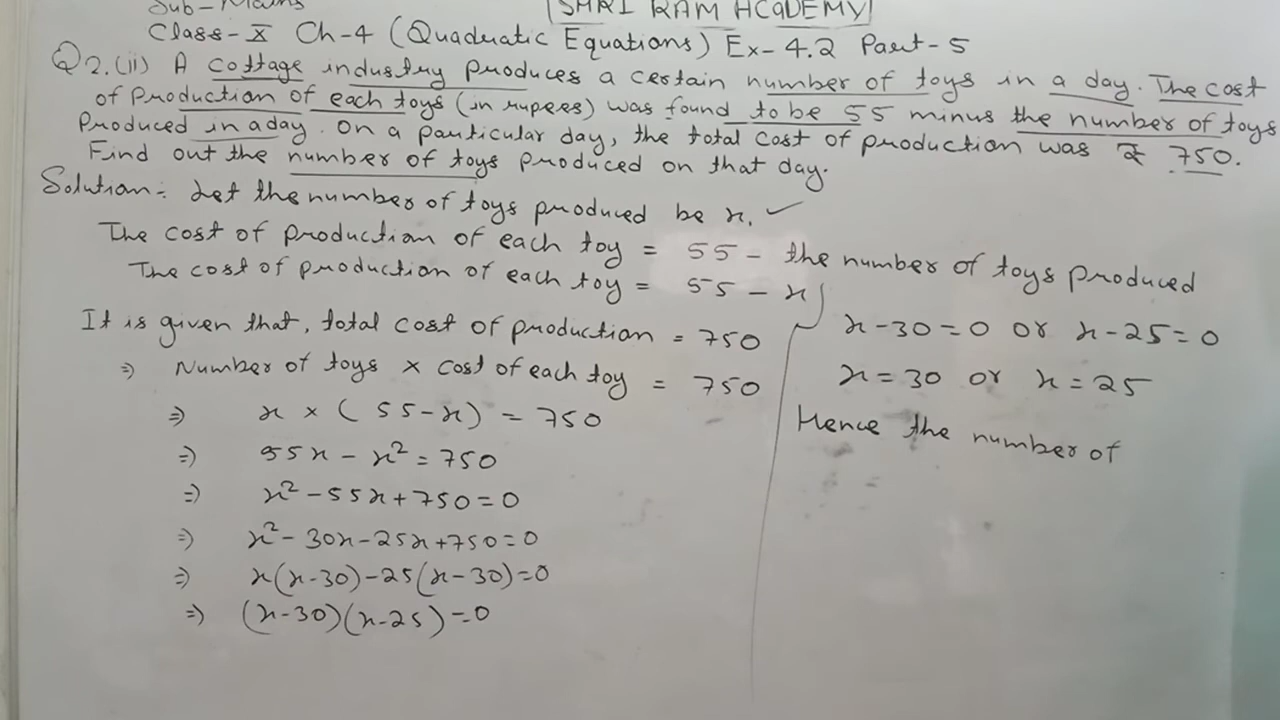 Sub - Maths
SHRI RAM ACADEMY
Class - X Ch-4 (Quadratic Equations) Ex- 4.2 Part - 5
Q2.(ii) A cottage industry produces a certain number of toys in a day. The cost
of production of each toys (in rupees) was found to be 55 minus the number of toys
Produced in a day. On a particular day, the total cost of production was ₹ 750.
Find out the number of toys produced on that day.
Solution:- Let the number of toys produced be x. ✓
The cost of production of each toy = 55 - the number of toys produced
The cost of production of each toy = 55 - x
It is given that, total cost of production = 750
⇒ Number of toys × cost of each toy = 750
⇒ x × (55-x) = 750
⇒ 55x - x² = 750
⇒ x² - 55x + 750 = 0
⇒ x² - 30x - 25x + 750 = 0
⇒ x(x-30) - 25(x-30) = 0
⇒ (x-30)(x-25) = 0
x - 30 = 0 or x - 25 = 0
x = 30 or x = 25
Hence the number of